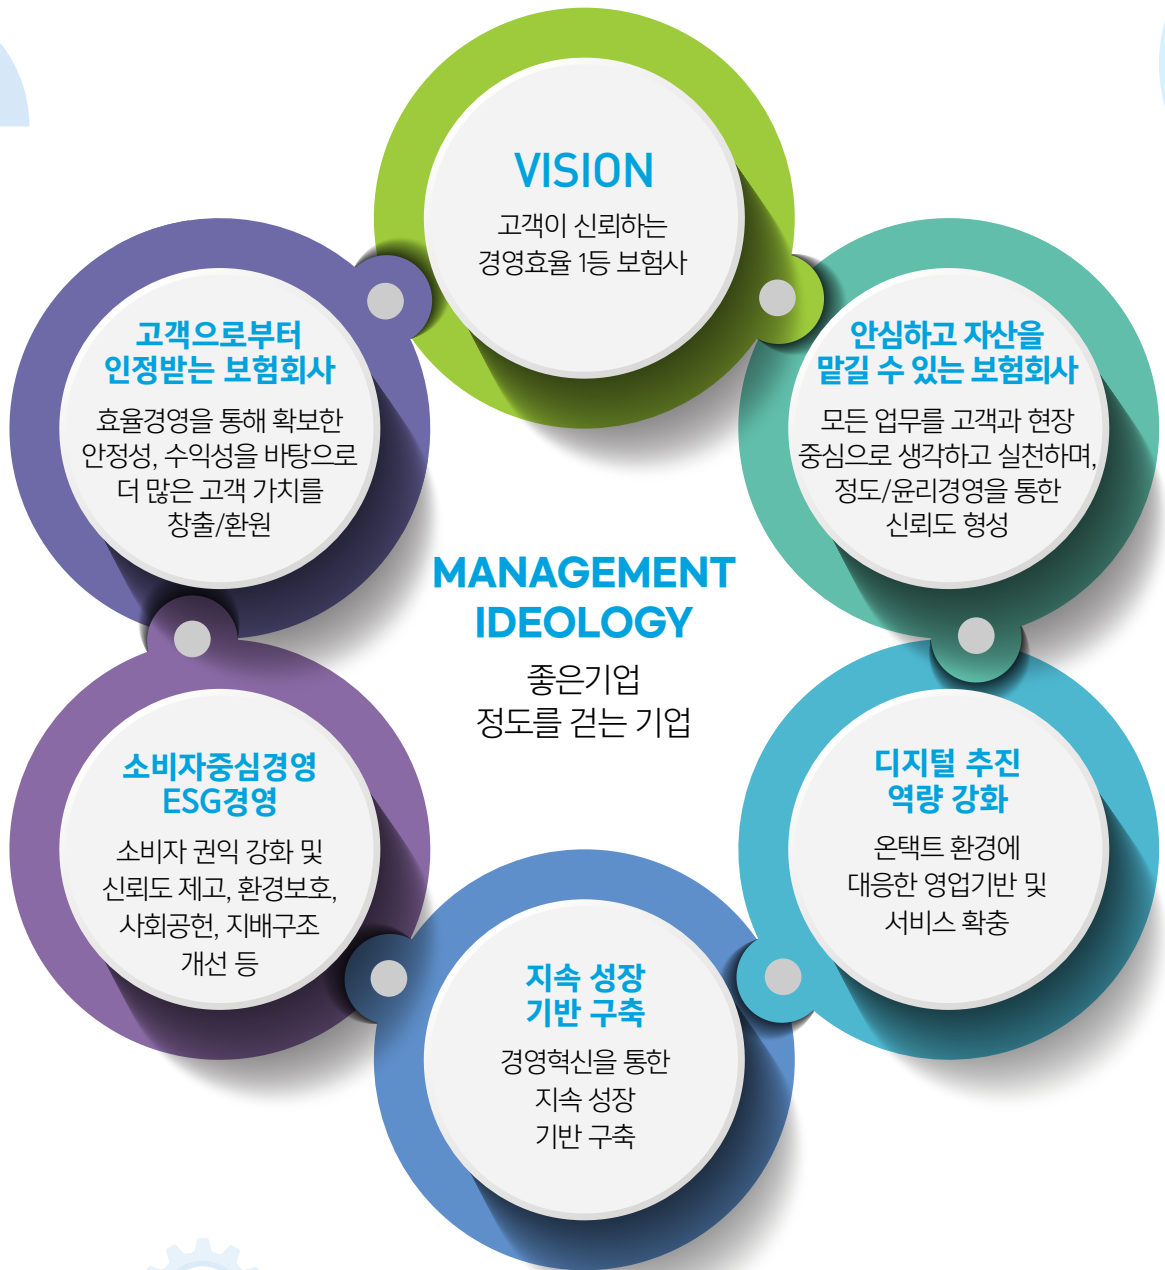 VISION
고객이 신뢰하는
경영효율 1등 보험사
안심하고 자산을
맡길 수 있는 보험회사
모든 업무를 고객과 현장
중심으로 생각하고 실천하며,
정도/윤리경영을 통한
신뢰도 형성
디지털 추진
역량 강화
온택트 환경에
대응한 영업기반 및
서비스 확충
지속 성장
기반 구축
경영혁신을 통한
지속 성장
기반 구축
소비자중심경영
ESG경영
소비자 권익 강화 및
신뢰도 제고, 환경보호,
사회공헌, 지배구조
개선 등
고객으로부터
인정받는 보험회사
효율경영을 통해 확보한
안정성, 수익성을 바탕으로
더 많은 고객 가치를
창출/환원
MANAGEMENT
IDEOLOGY
좋은기업
정도를 걷는 기업